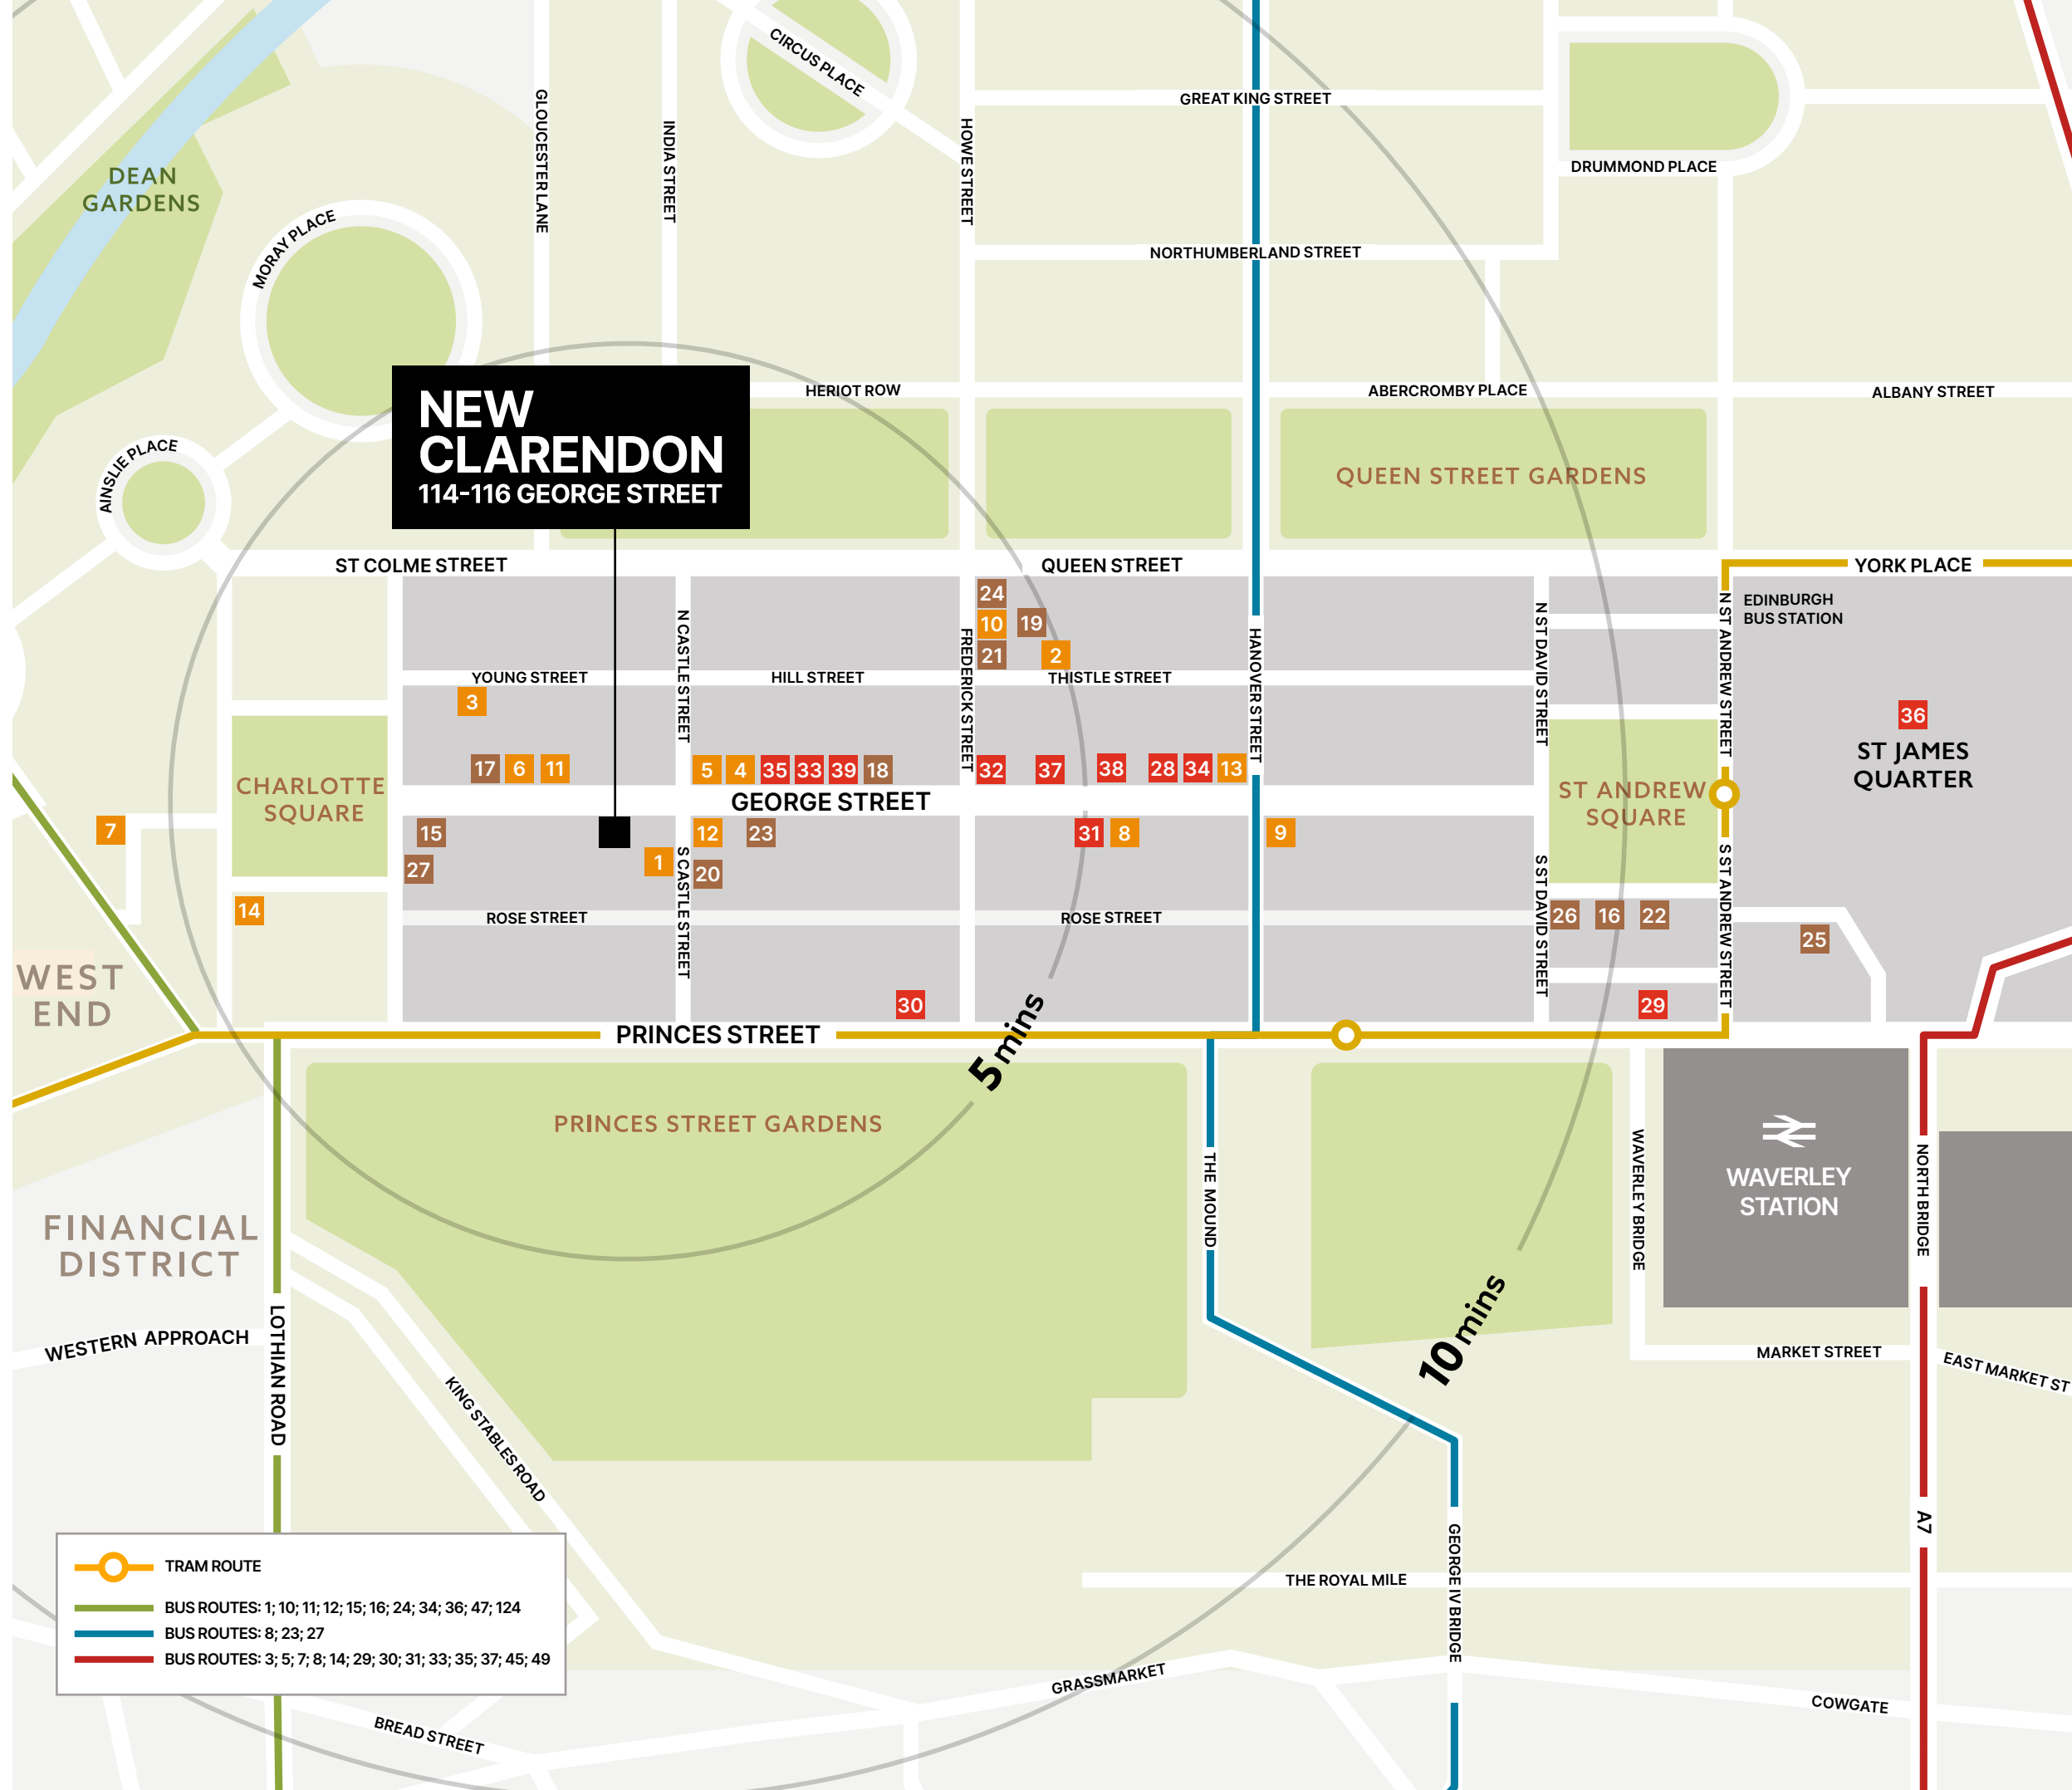 CIRCUS PLACE
GREAT KING STREET
GLOUCESTER LANE
INDIA STREET
HOWE STREET
DRUMMOND PLACE
DEAN
GARDENS
MORAY PLACE
NORTHUMBERLAND STREET
HERIOT ROW
ABERCROMBY PLACE
ALBANY STREET
NEW
CLARENDON
114-116 GEORGE STREET
AINSLIE PLACE
QUEEN STREET GARDENS
ST COLME STREET
QUEEN STREET
YORK PLACE
EDINBURGH
BUS STATION
24
10
19
21
2
N CASTLE STREET
FREDERICK STREET
HANOVER STREET
N ST DAVID STREET
N ST ANDREW STREET
YOUNG STREET
HILL STREET
THISTLE STREET
3
36
ST JAMES
QUARTER
17
6
11
5
4
35
33
39
18
32
37
38
28
34
13
CHARLOTTE
SQUARE
GEORGE STREET
ST ANDREW
SQUARE
7
15
12
23
31
8
9
27
1
20
S CASTLE STREET
S ST DAVID STREET
S ST ANDREW STREET
14
ROSE STREET
ROSE STREET
26
16
22
25
WEST
END
30
29
PRINCES STREET
5 mins
PRINCES STREET GARDENS
THE MOUND
WAVERLEY BRIDGE
WAVERLEY
STATION
NORTH BRIDGE
FINANCIAL
DISTRICT
10 mins
WESTERN APPROACH
LOTHIAN ROAD
MARKET STREET
EAST MARKET ST
KING STABLES ROAD
A7
GEORGE IV BRIDGE
THE ROYAL MILE
TRAM ROUTE
BUS ROUTES: 1; 10; 11; 12; 15; 16; 24; 34; 36; 47; 124
BUS ROUTES: 8; 23; 27
BUS ROUTES: 3; 5; 7; 8; 14; 29; 30; 31; 33; 35; 37; 45; 49
GRASSMARKET
COWGATE
BREAD STREET